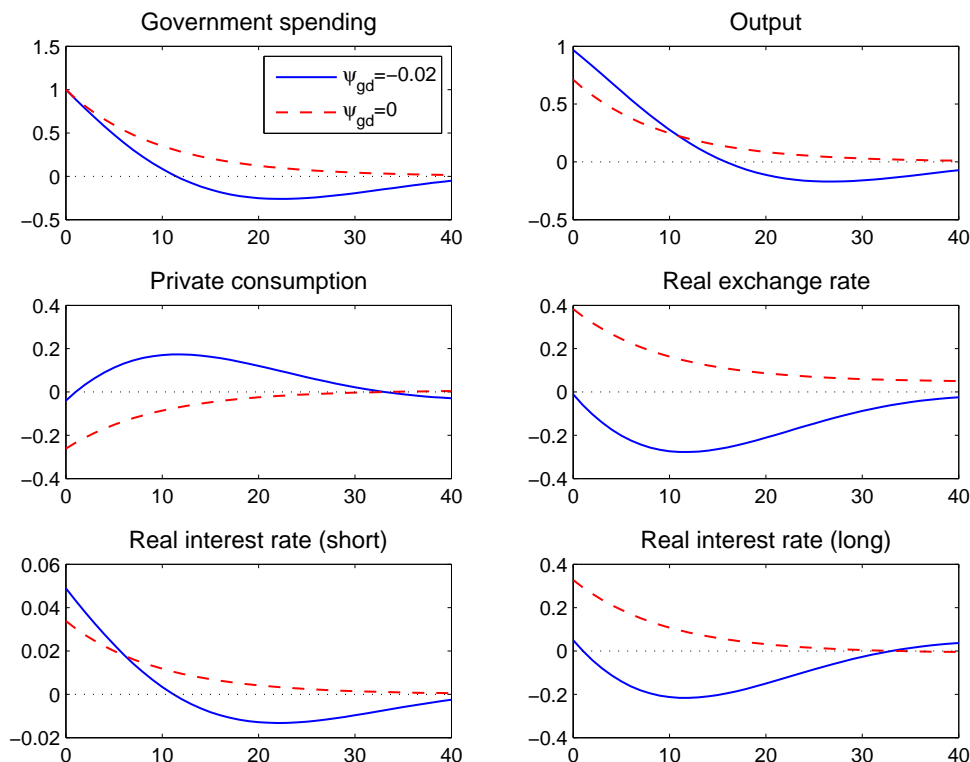 Government spending
1.5
1
0.5
0
−0.5
0 10 20 30 40
ψgd=−0.02
ψgd=0
Output
1.5
1
0.5
0
−0.5
0 10 20 30 40
Private consumption
0.4
0.2
0
−0.2
−0.4
0 10 20 30 40
Real exchange rate
0.4
0.2
0
−0.2
−0.4
0 10 20 30 40
Real interest rate (short)
0.06
0.04
0.02
0
−0.02
0 10 20 30 40
Real interest rate (long)
0.4
0.2
0
−0.2
−0.4
0 10 20 30 40